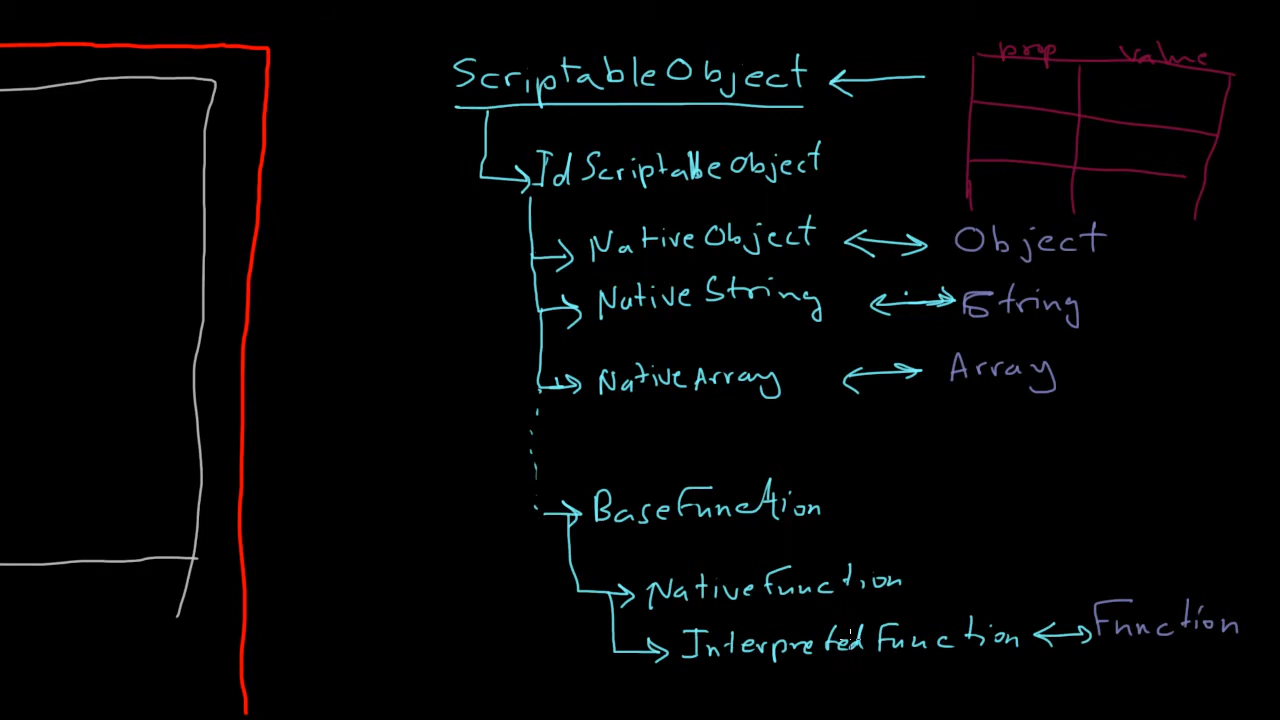 ScriptableObject
prop value
IdScriptableObject
NativeObject Object
NativeString String
NativeArray Array
BaseFunction
NativeFunction
InterpretedFunction Function